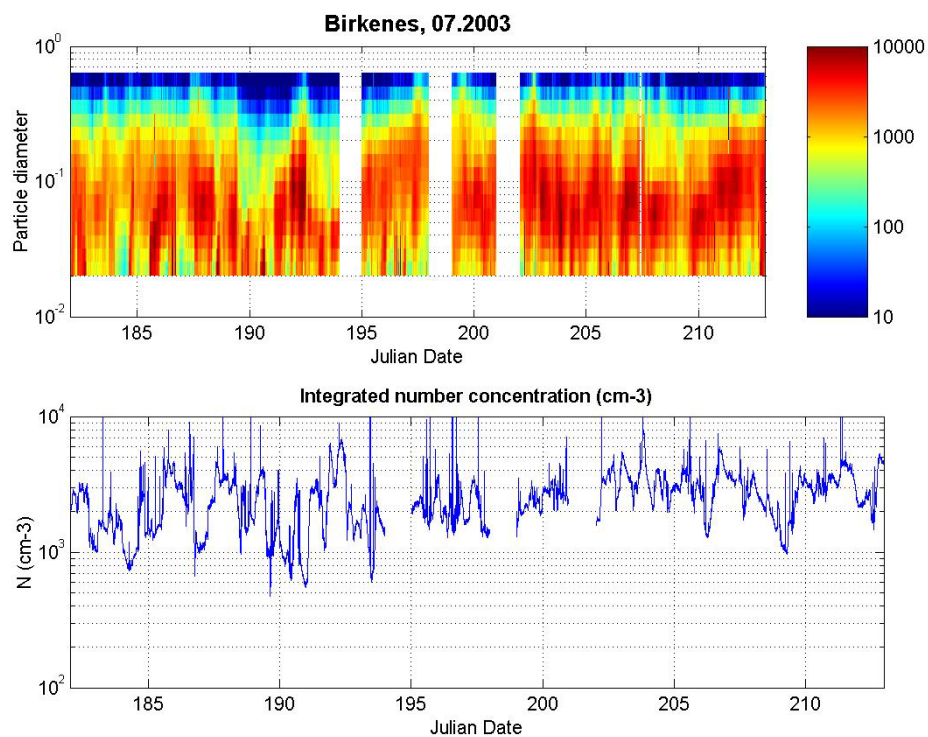 Birkenes, 07.2003
10^0
10^-1
10^-2
Particle diameter
185 190 195 200 205 210
Julian Date
10000
1000
100
10
Integrated number concentration (cm-3)
10^4
10^3
10^2
N (cm-3)
185 190 195 200 205 210
Julian Date